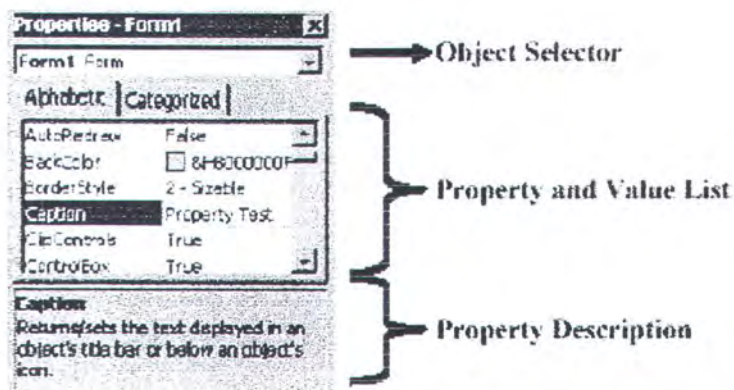 Properties - Form1
Form1 Form
Object Selector
Alphabetic Categorized
AutoRedraw False
BackColor &H8000000F
BorderStyle 2 - Sizable
Caption Property Test
ClipControls True
ControlBox True
Property and Value List
Caption
Returns/sets the text displayed in an
object's title bar or below an object's
icon.
Property Description